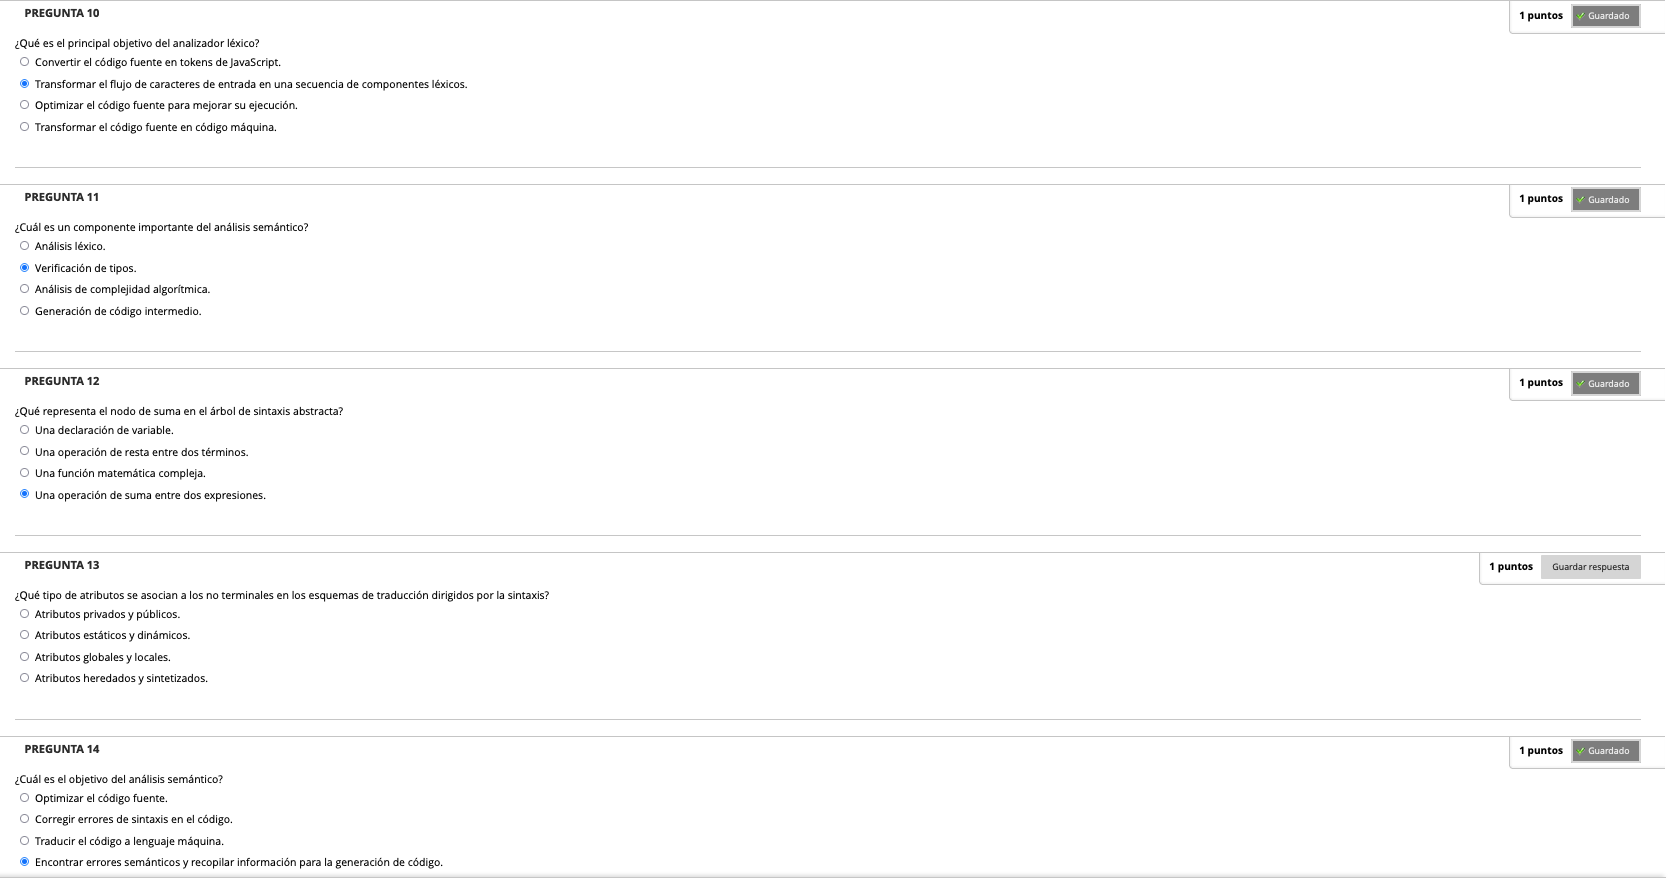 PREGUNTA 10
1 puntos
Guardado
¿Qué es el principal objetivo del analizador léxico?
Convertir el código fuente en tokens de JavaScript.
Transformar el flujo de caracteres de entrada en una secuencia de componentes léxicos.
Optimizar el código fuente para mejorar su ejecución.
Transformar el código fuente en código máquina.
PREGUNTA 11
1 puntos
Guardado
¿Cuál es un componente importante del análisis semántico?
Análisis léxico.
Verificación de tipos.
Análisis de complejidad algorítmica.
Generación de código intermedio.
PREGUNTA 12
1 puntos
Guardado
¿Qué representa el nodo de suma en el árbol de sintaxis abstracta?
Una declaración de variable.
Una operación de resta entre dos términos.
Una función matemática compleja.
Una operación de suma entre dos expresiones.
PREGUNTA 13
1 puntos
Guardar respuesta
¿Qué tipo de atributos se asocian a los no terminales en los esquemas de traducción dirigidos por la sintaxis?
Atributos privados y públicos.
Atributos estáticos y dinámicos.
Atributos globales y locales.
Atributos heredados y sintetizados.
PREGUNTA 14
1 puntos
Guardado
¿Cuál es el objetivo del análisis semántico?
Optimizar el código fuente.
Corregir errores de sintaxis en el código.
Traducir el código a lenguaje máquina.
Encontrar errores semánticos y recopilar información para la generación de código.